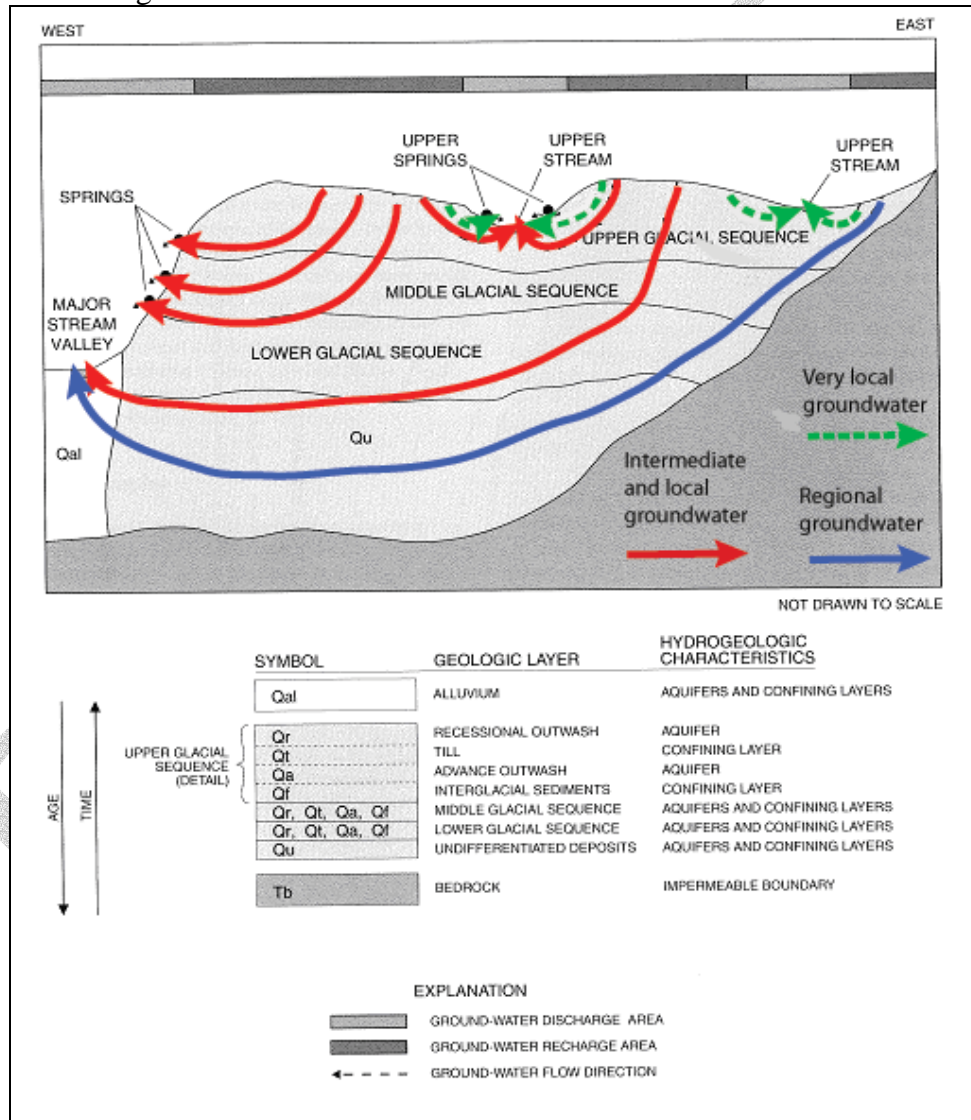 WEST
EAST
UPPER
SPRINGS
UPPER
STREAM
UPPER
STREAM
SPRINGS
UPPER GLACIAL SEQUENCE
MIDDLE GLACIAL SEQUENCE
MAJOR
STREAM
VALLEY
LOWER GLACIAL SEQUENCE
Very local
groundwater
Qal
Qu
Intermediate
and local
groundwater
Regional
groundwater
NOT DRAWN TO SCALE
SYMBOL GEOLOGIC LAYER HYDROGEOLOGIC
CHARACTERISTICS
Qal ALLUVIUM AQUIFERS AND CONFINING LAYERS
UPPER GLACIAL
SEQUENCE
(DETAIL)
Qr RECESSIONAL OUTWASH AQUIFER
Qt TILL CONFINING LAYER
Qa ADVANCE OUTWASH AQUIFER
Qf INTERGLACIAL SEDIMENTS CONFINING LAYER
Qr, Qt, Qa, Qf MIDDLE GLACIAL SEQUENCE AQUIFERS AND CONFINING LAYERS
Qr, Qt, Qa, Qf LOWER GLACIAL SEQUENCE AQUIFERS AND CONFINING LAYERS
Qu UNDIFFERENTIATED DEPOSITS AQUIFERS AND CONFINING LAYERS
Tb BEDROCK IMPERMEABLE BOUNDARY
AGE
TIME
EXPLANATION
GROUND-WATER DISCHARGE AREA
GROUND-WATER RECHARGE AREA
GROUND-WATER FLOW DIRECTION